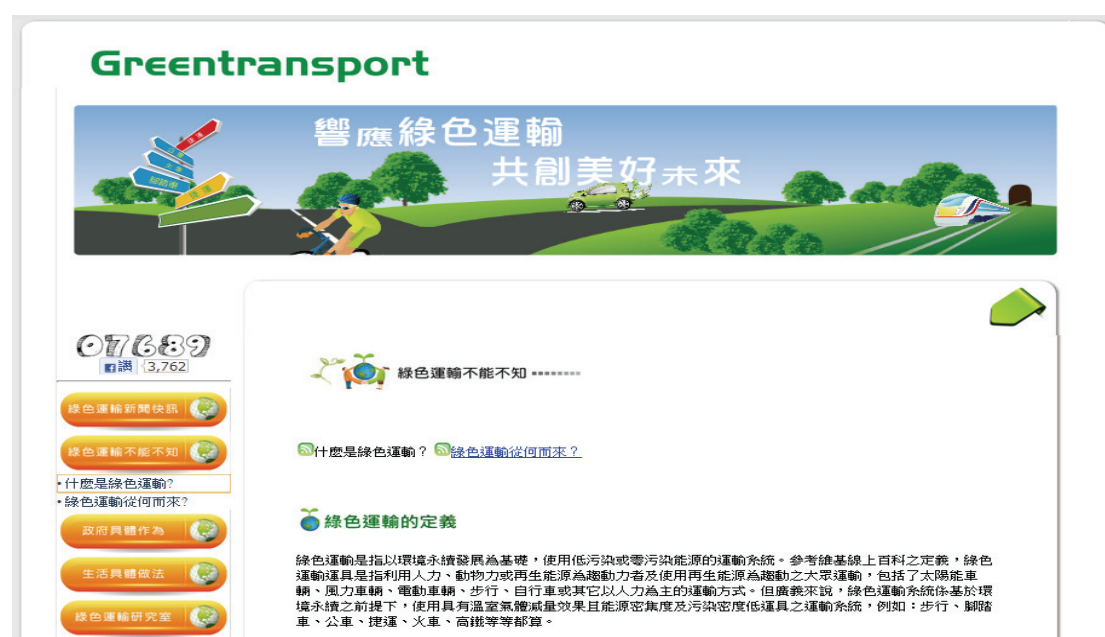 Greentransport
響應綠色運輸
共創美好未來
腳踏車
捷運
07689
讚 3,762
綠色運輸新聞快訊
綠色運輸不能不知
•什麼是綠色運輸?
•綠色運輸從何而來?
政府具體作為
生活具體做法
綠色運輸研究室
綠色運輸不能不知
什麼是綠色運輸？ 綠色運輸從何而來？
綠色運輸的定義
綠色運輸是指以環境永續發展為基礎，使用低污染或零污染能源的運輸系統。參考維基線上百科之定義，綠色
運輸運具是指利用人力、動物力或再生能源為趨動力者及使用再生能源為趨動之大眾運輸，包括了太陽能車
輛、風力車輛、電動車輛、步行、自行車或其它以人力為主的運輸方式。但廣義來說，綠色運輸系統係基於環
境永續之前提下，使用具有溫室氣體減量效果且能源密集度及污染密度低運具之運輸系統，例如：步行、腳踏
車、公車、捷運、火車、高鐵等等都算。